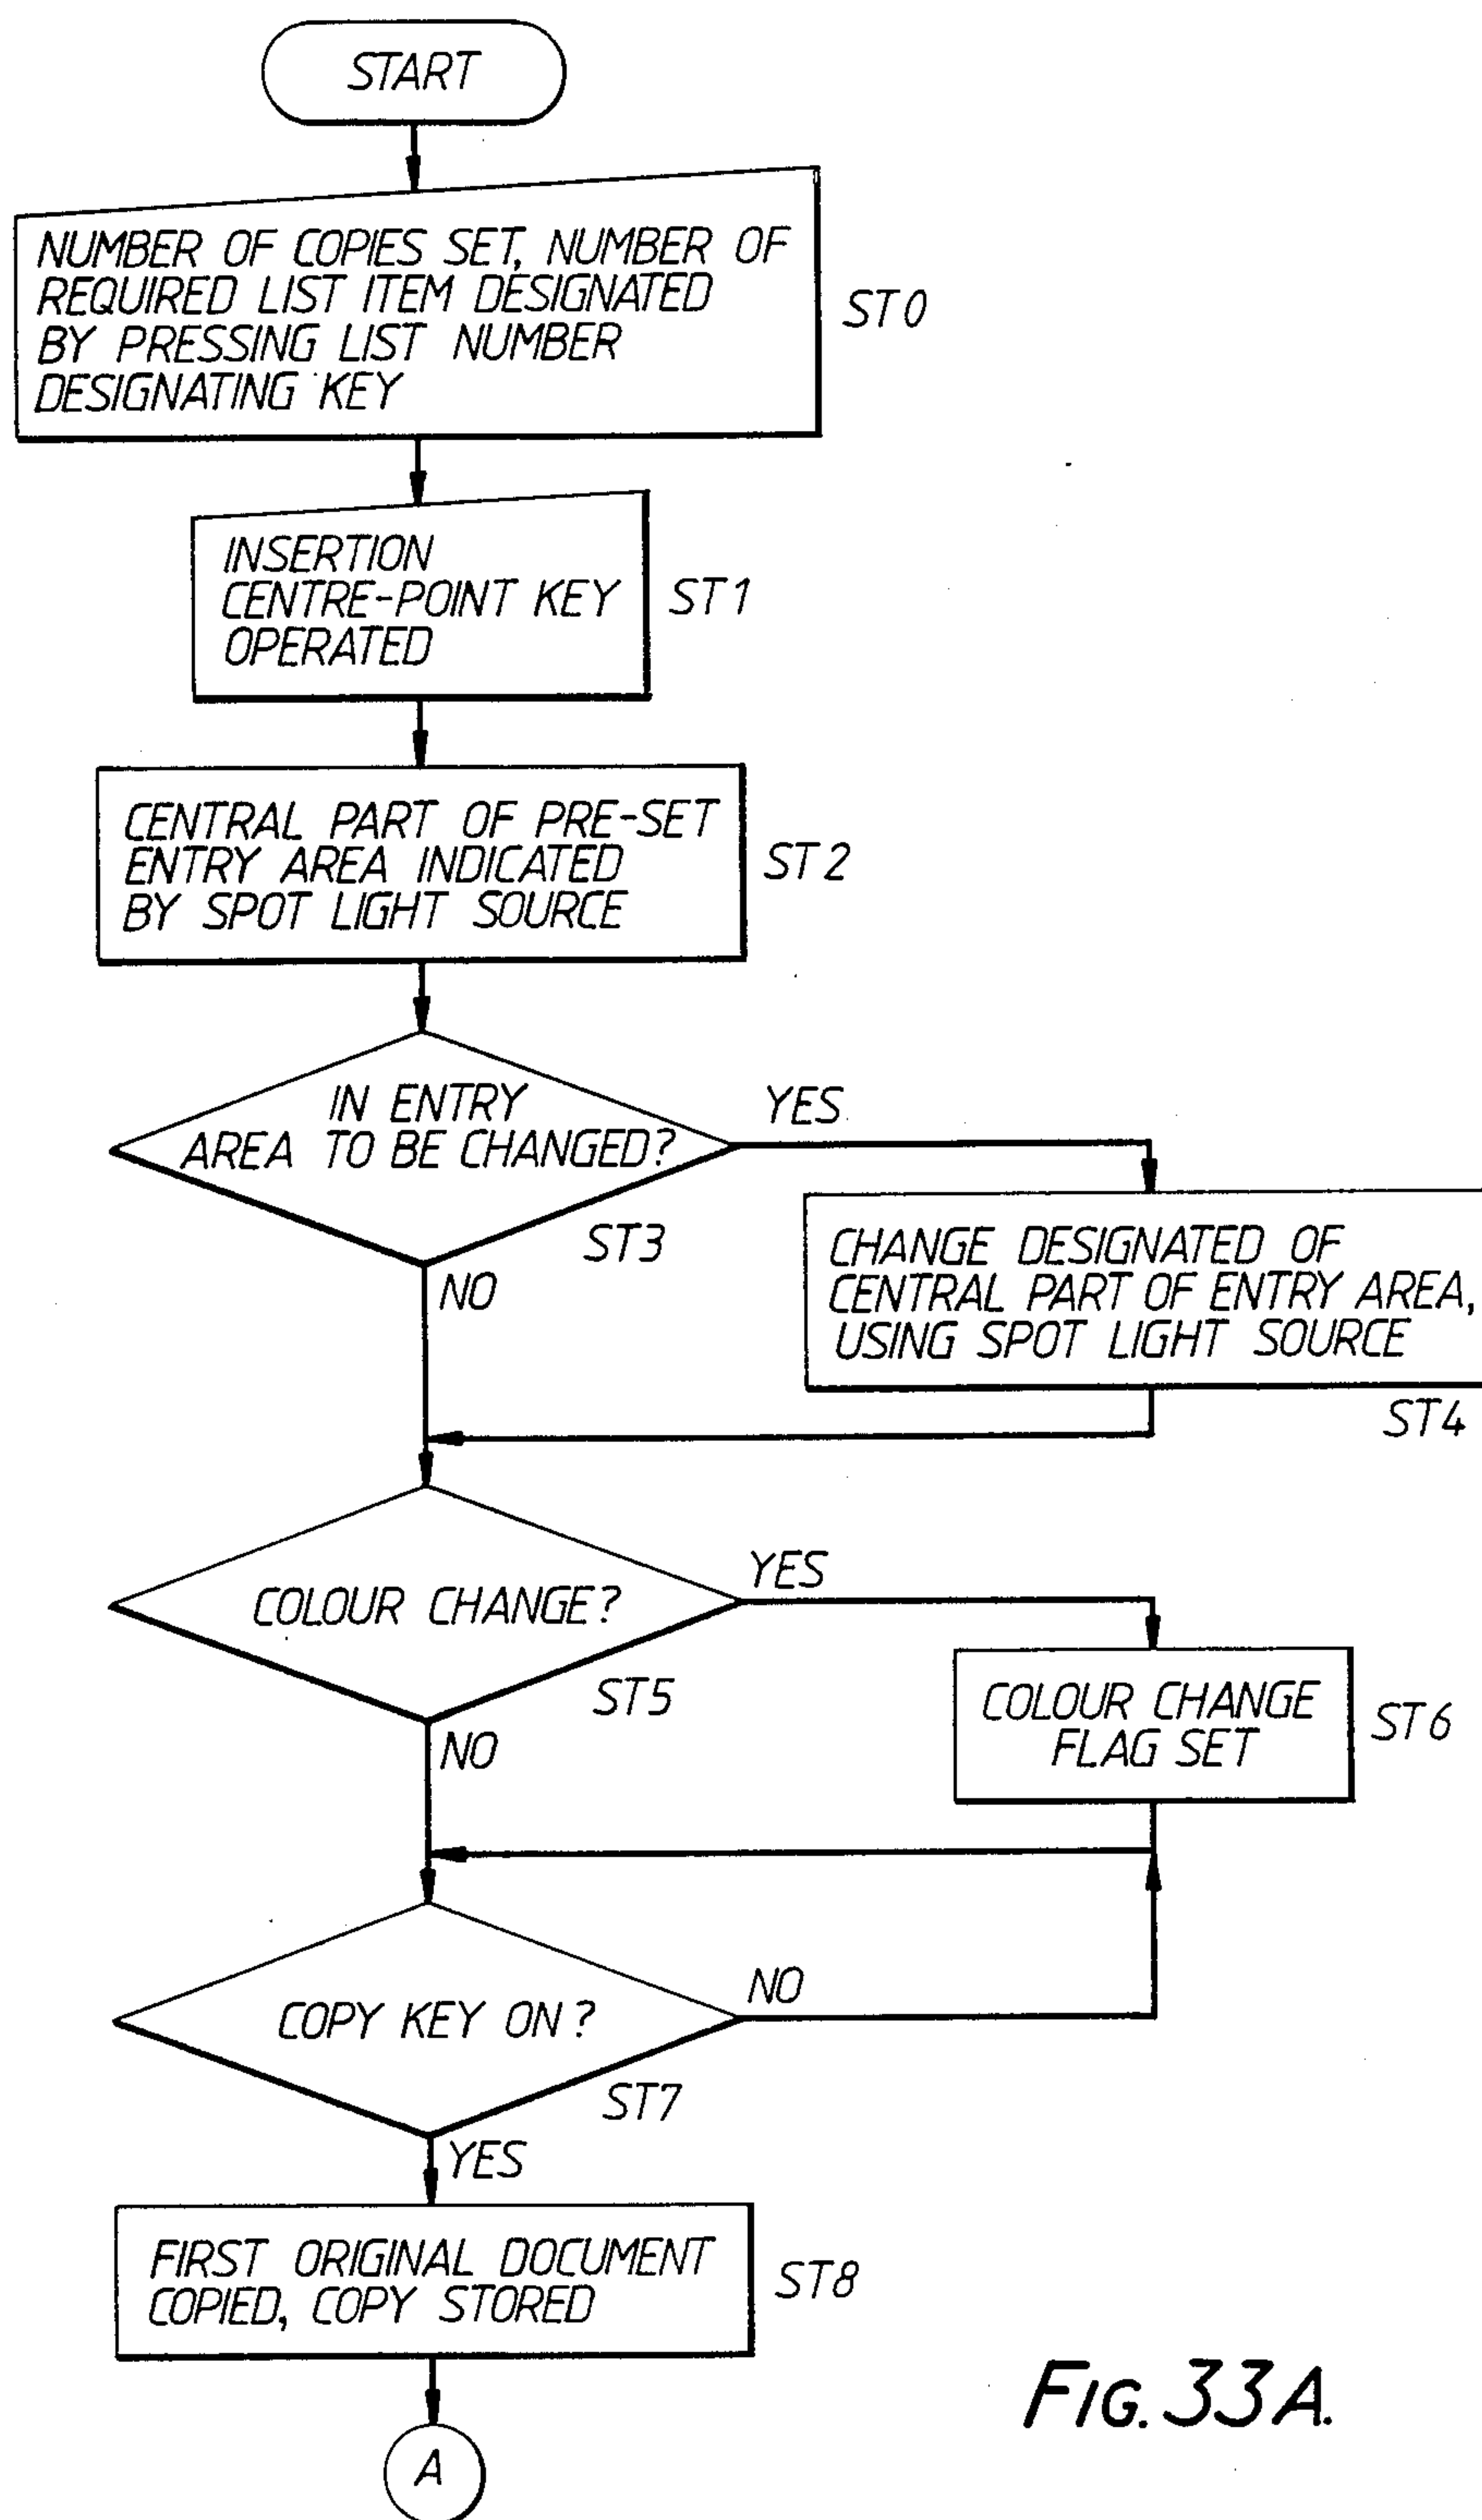 START
NUMBER OF COPIES SET, NUMBER OF
REQUIRED LIST ITEM DESIGNATED
BY PRESSING LIST NUMBER
DESIGNATING KEY
ST0
INSERTION
CENTRE-POINT KEY
OPERATED
ST1
CENTRAL PART OF PRE-SET
ENTRY AREA INDICATED
BY SPOT LIGHT SOURCE
ST2
IN ENTRY
AREA TO BE CHANGED?
YES
ST3
NO
CHANGE DESIGNATED OF
CENTRAL PART OF ENTRY AREA,
USING SPOT LIGHT SOURCE
ST4
COLOUR CHANGE?
YES
ST5
NO
COLOUR CHANGE
FLAG SET
ST6
COPY KEY ON?
NO
ST7
YES
FIRST ORIGINAL DOCUMENT
COPIED, COPY STORED
ST8
A
FIG. 33A.